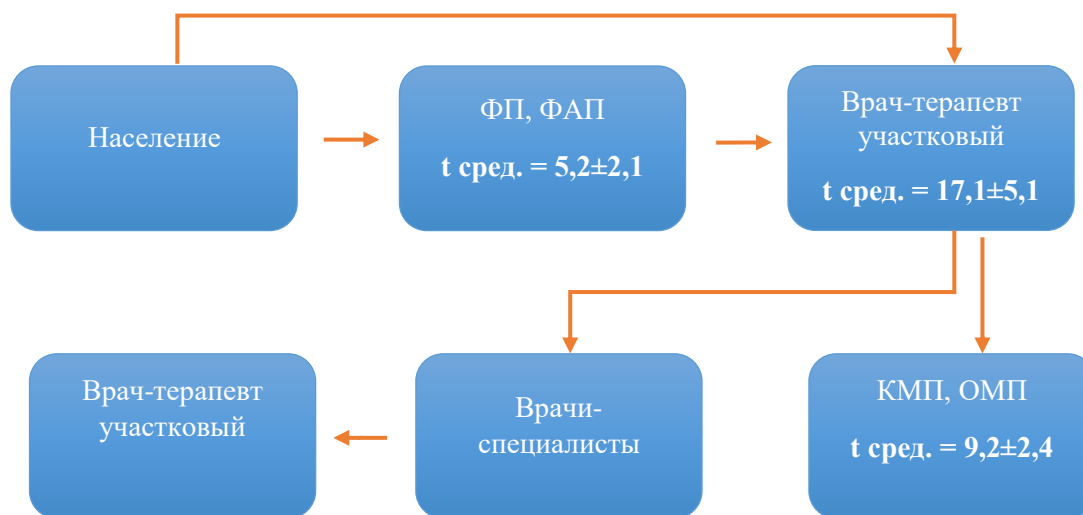 Население
ФП, ФАП
t сред. = 5,2±2,1
Врач-терапевт
участковый
t сред. = 17,1±5,1
Врач-терапевт
участковый
Врачи-
специалисты
КМП, ОМП
t сред. = 9,2±2,4